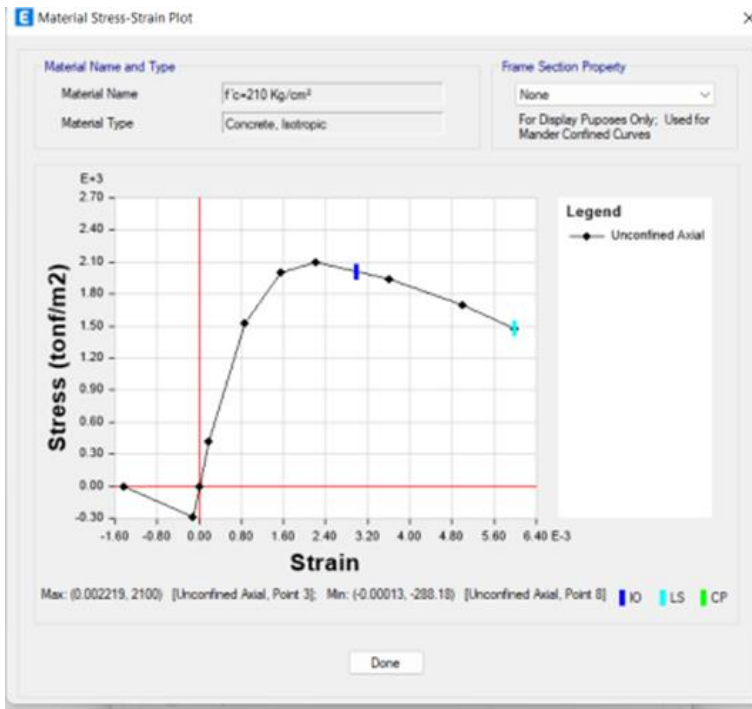 E Material Stress-Strain Plot
Material Name and Type
Material Name f'c=210 Kg/cm²
Material Type Concrete, Isotropic
Frame Section Property
None
For Display Puposes Only; Used for
Mander Confined Curves
E+3
2.70
2.40
2.10
1.80
1.50
1.20
0.90
0.60
0.30
0.00
-0.30
Stress (tonf/m2)
-1.60 -0.80 0.00 0.80 1.60 2.40 3.20 4.00 4.80 5.60 6.40 E-3
Strain
Legend
Unconfined Axial
Max: (0.002219, 2100) [Unconfined Axial, Point 3]; Min: (-0.00013, -288.18) [Unconfined Axial, Point 8] IO LS CP
Done